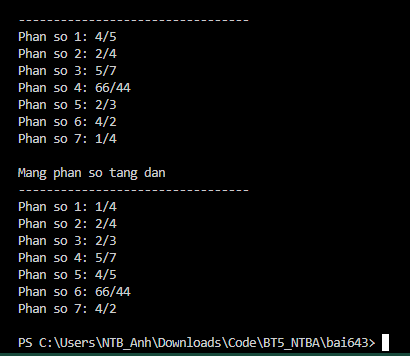 ---------------------------------
Phan so 1: 4/5
Phan so 2: 2/4
Phan so 3: 5/7
Phan so 4: 66/44
Phan so 5: 2/3
Phan so 6: 4/2
Phan so 7: 1/4
Mang phan so tang dan
---------------------------------
Phan so 1: 1/4
Phan so 2: 2/4
Phan so 3: 2/3
Phan so 4: 5/7
Phan so 5: 4/5
Phan so 6: 66/44
Phan so 7: 4/2
PS C:\Users\NTB_Anh\Downloads\Code\BT5_NTBA\bai643>